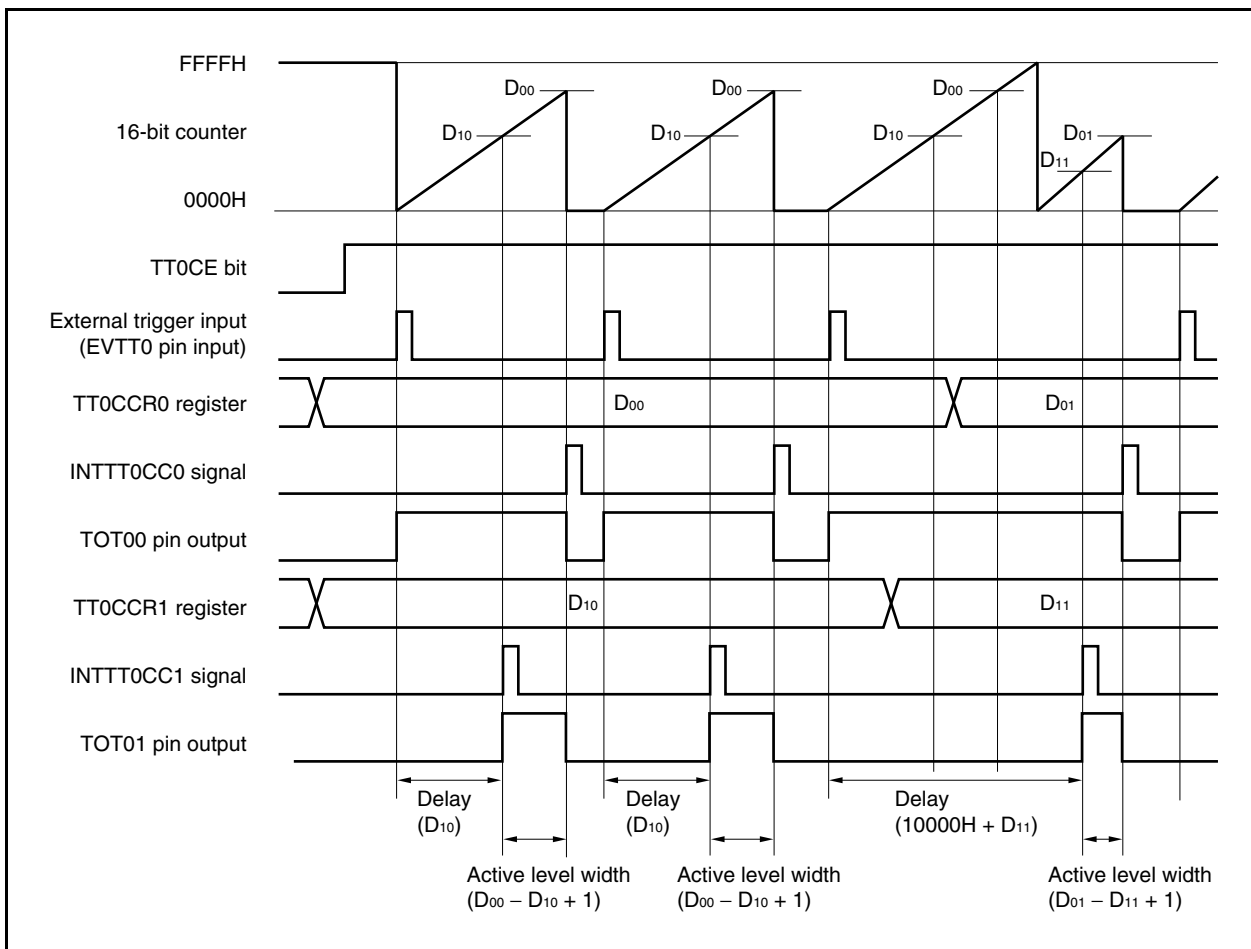 FFFFH
D00
D00
D00
16-bit counter
D10
D10
D10
D01
D11
0000H
TT0CE bit
External trigger input
(EVTT0 pin input)
TT0CCR0 register
D00
D01
INTTT0CC0 signal
TOT00 pin output
TT0CCR1 register
D10
D11
INTTT0CC1 signal
TOT01 pin output
Delay
(D10)
Delay
(D10)
Delay
(10000H + D11)
Active level width
(D00 − D10 + 1)
Active level width
(D00 − D10 + 1)
Active level width
(D01 − D11 + 1)